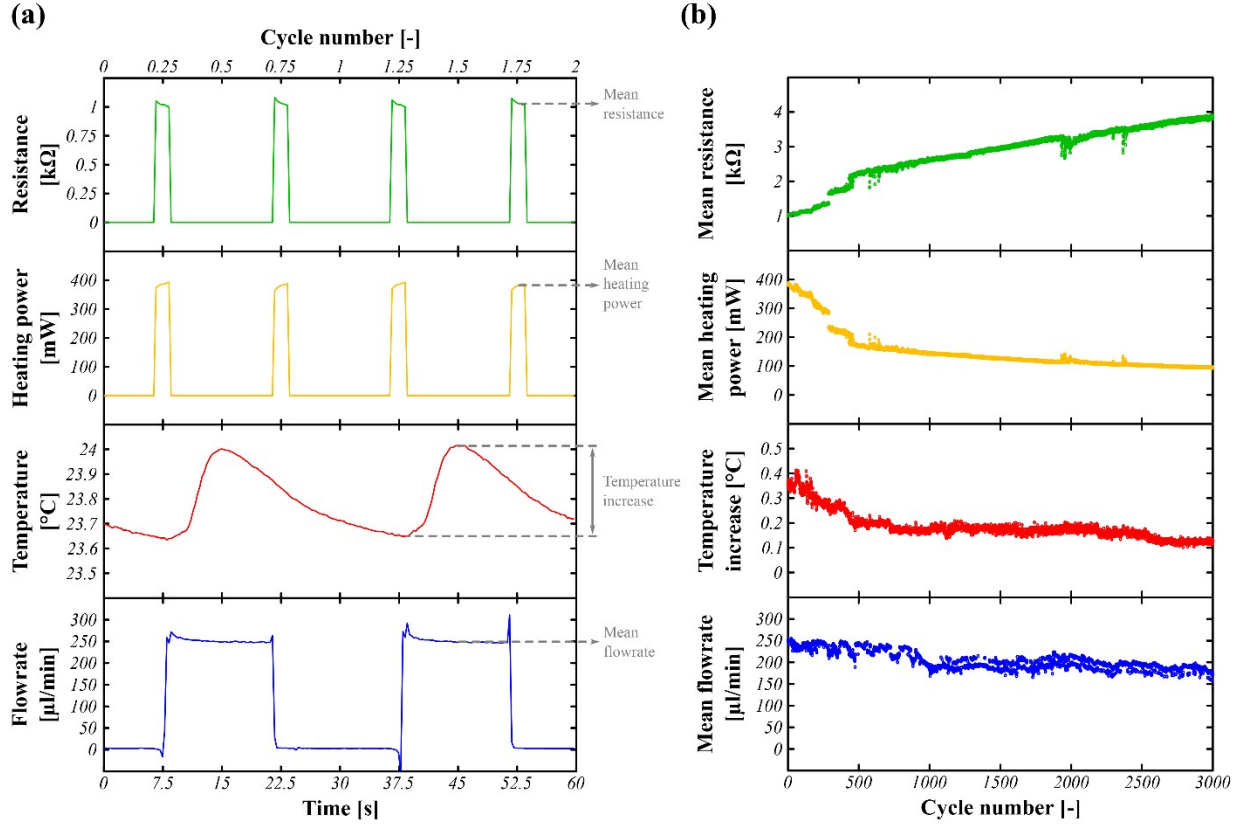 (a)
Cycle number [-]
0 0.25 0.5 0.75 1 1.25 1.5 1.75 2
Resistance
[kΩ]
1
0.75
0.5
0.25
0
Mean
resistance
Heating power
[mW]
400
300
200
100
0
Mean
heating
power
Temperature
[°C]
24
23.9
23.8
23.7
23.6
23.5
Temperature
increase
Flowrate
[µl/min]
300
250
200
150
100
50
0
Mean
flowrate
0 7.5 15 22.5 30 37.5 45 52.5 60
Time [s]
(b)
Mean resistance
[kΩ]
4
3
2
1
Mean heating
power [mW]
400
300
200
100
0
Temperature
increase [°C]
0.5
0.4
0.3
0.2
0.1
0
Mean flowrate
[µl/min]
300
250
200
150
100
50
0
0 500 1000 1500 2000 2500 3000
Cycle number [-]